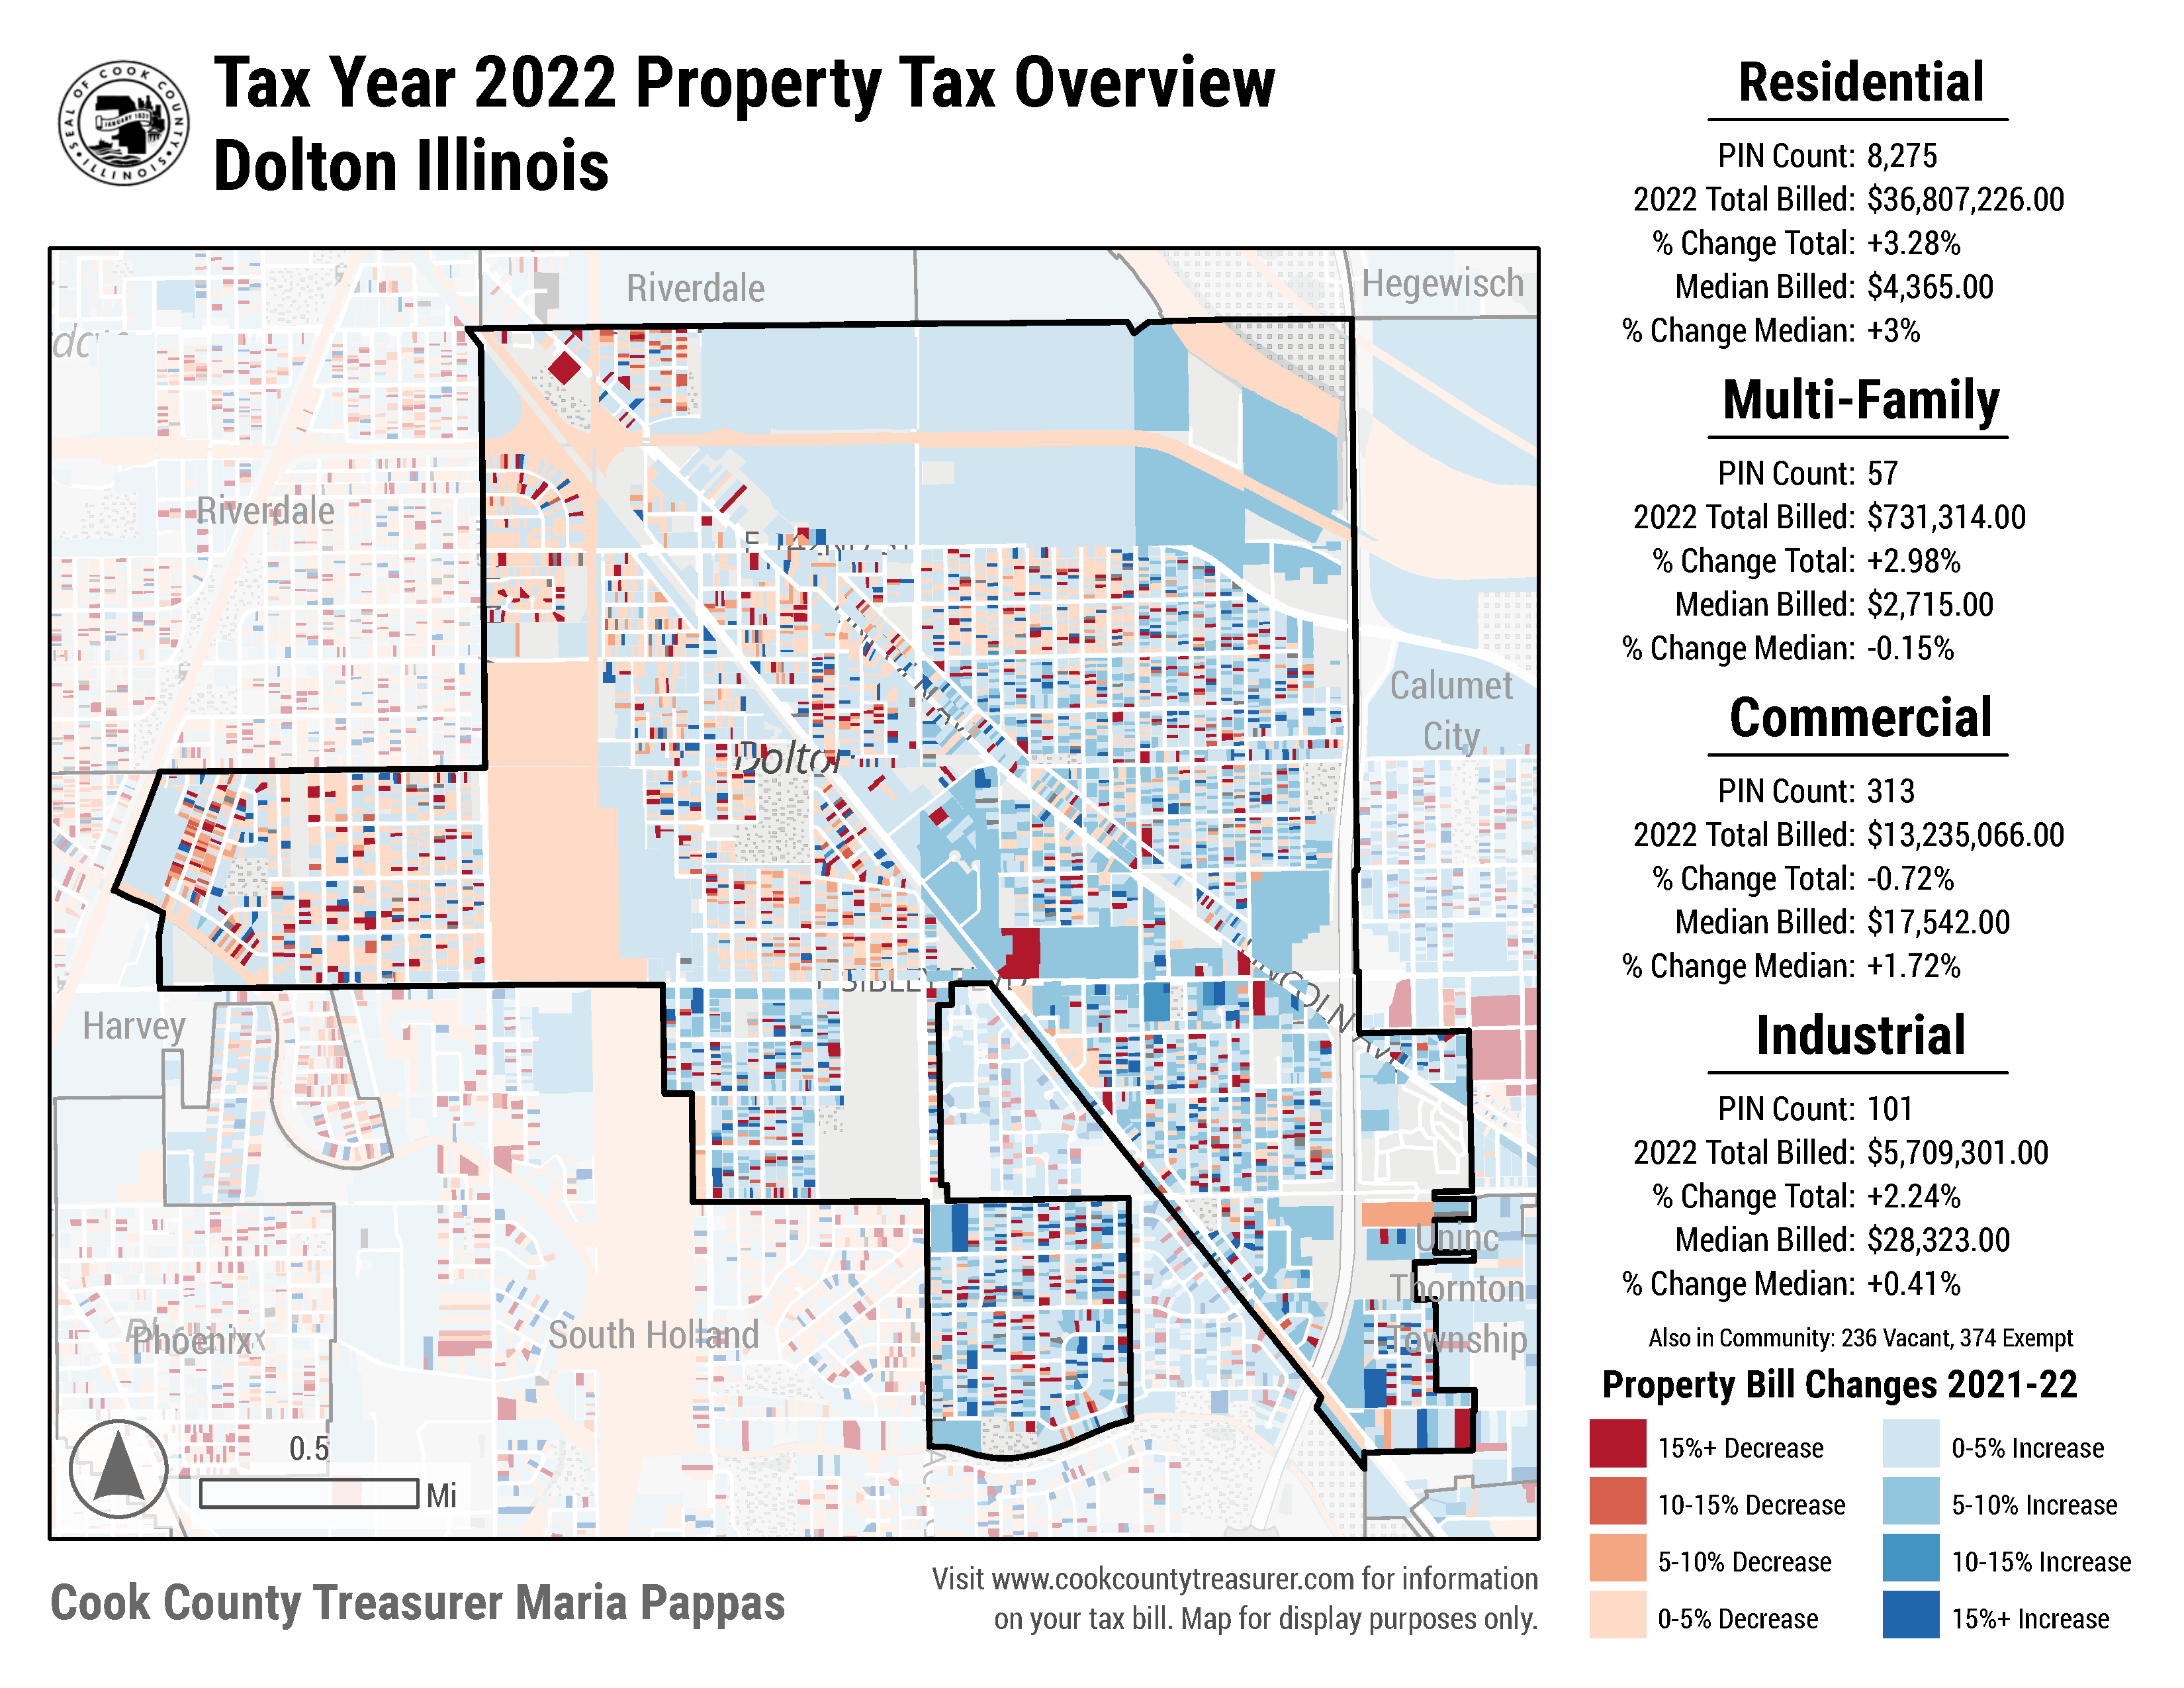 SEAL OF COOK COUNTY ILLINOIS
JANUARY 1831
Tax Year 2022 Property Tax Overview
Dolton Illinois
Riverdale
Hegewisch
Riverdale
Calumet
City
Dolton
Harvey
E SIBLEY BLVD
LINCOLN AVE
Uninc
Thornton
Township
Phoenix
South Holland
0.5
Mi
Cook County Treasurer Maria Pappas
Visit www.cookcountytreasurer.com for information
on your tax bill. Map for display purposes only.
Residential
PIN Count: 8,275
2022 Total Billed: $36,807,226.00
% Change Total: +3.28%
Median Billed: $4,365.00
% Change Median: +3%
Multi-Family
PIN Count: 57
2022 Total Billed: $731,314.00
% Change Total: +2.98%
Median Billed: $2,715.00
% Change Median: -0.15%
Commercial
PIN Count: 313
2022 Total Billed: $13,235,066.00
% Change Total: -0.72%
Median Billed: $17,542.00
% Change Median: +1.72%
Industrial
PIN Count: 101
2022 Total Billed: $5,709,301.00
% Change Total: +2.24%
Median Billed: $28,323.00
% Change Median: +0.41%
Also in Community: 236 Vacant, 374 Exempt
Property Bill Changes 2021-22
15%+ Decrease
10-15% Decrease
5-10% Decrease
0-5% Decrease
0-5% Increase
5-10% Increase
10-15% Increase
15%+ Increase